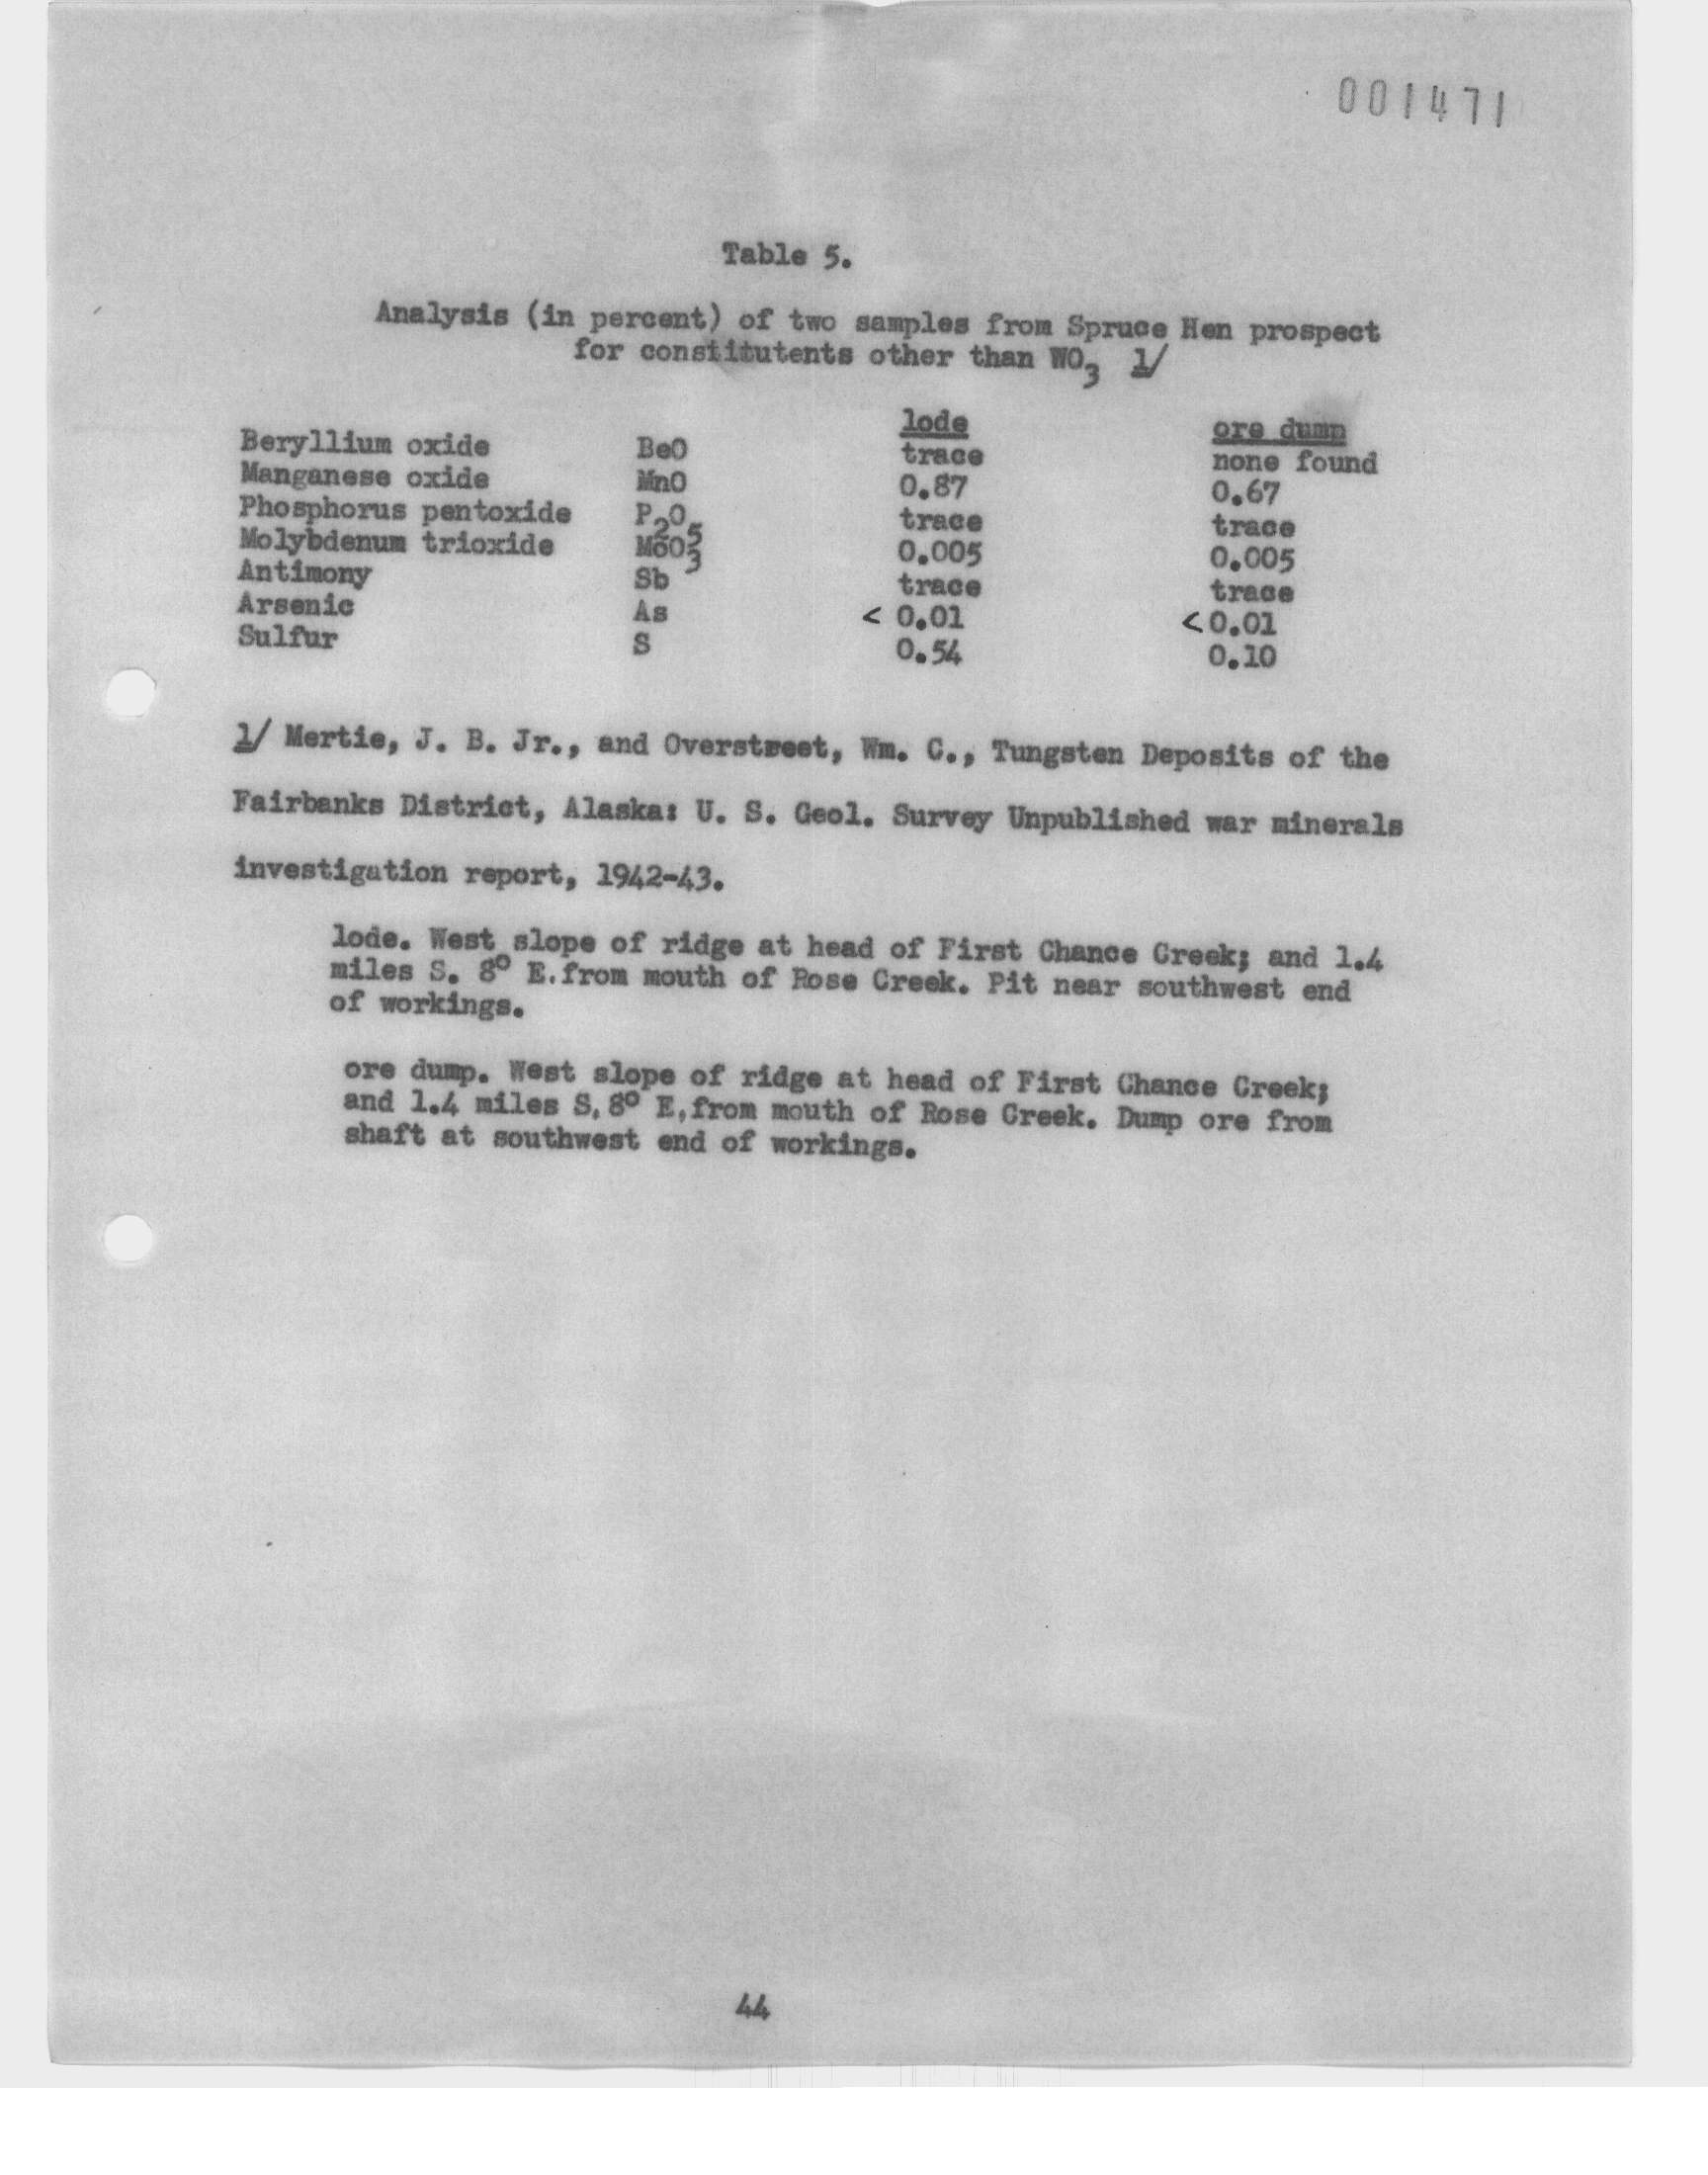 001471
Table 5.
Analysis (in percent) of two samples from Spruce Hen prospect
for constitutents other than WO3 1/
lode ore dump
Beryllium oxide BeO trace none found
Manganese oxide MnO 0.87 0.67
Phosphorus pentoxide P2O5 trace trace
Molybdenum trioxide MoO3 0.005 0.005
Antimony Sb trace trace
Arsenic As < 0.01 < 0.01
Sulfur S 0.54 0.10
1/ Mertie, J. B. Jr., and Overstreet, Wm. C., Tungsten Deposits of the
Fairbanks District, Alaska: U. S. Geol. Survey Unpublished war minerals
investigation report, 1942-43.
lode. West slope of ridge at head of First Chance Creek; and 1.4
miles S. 8° E. from mouth of Rose Creek. Pit near southwest end
of workings.
ore dump. West slope of ridge at head of First Chance Creek;
and 1.4 miles S, 8° E, from mouth of Rose Creek. Dump ore from
shaft at southwest end of workings.
44